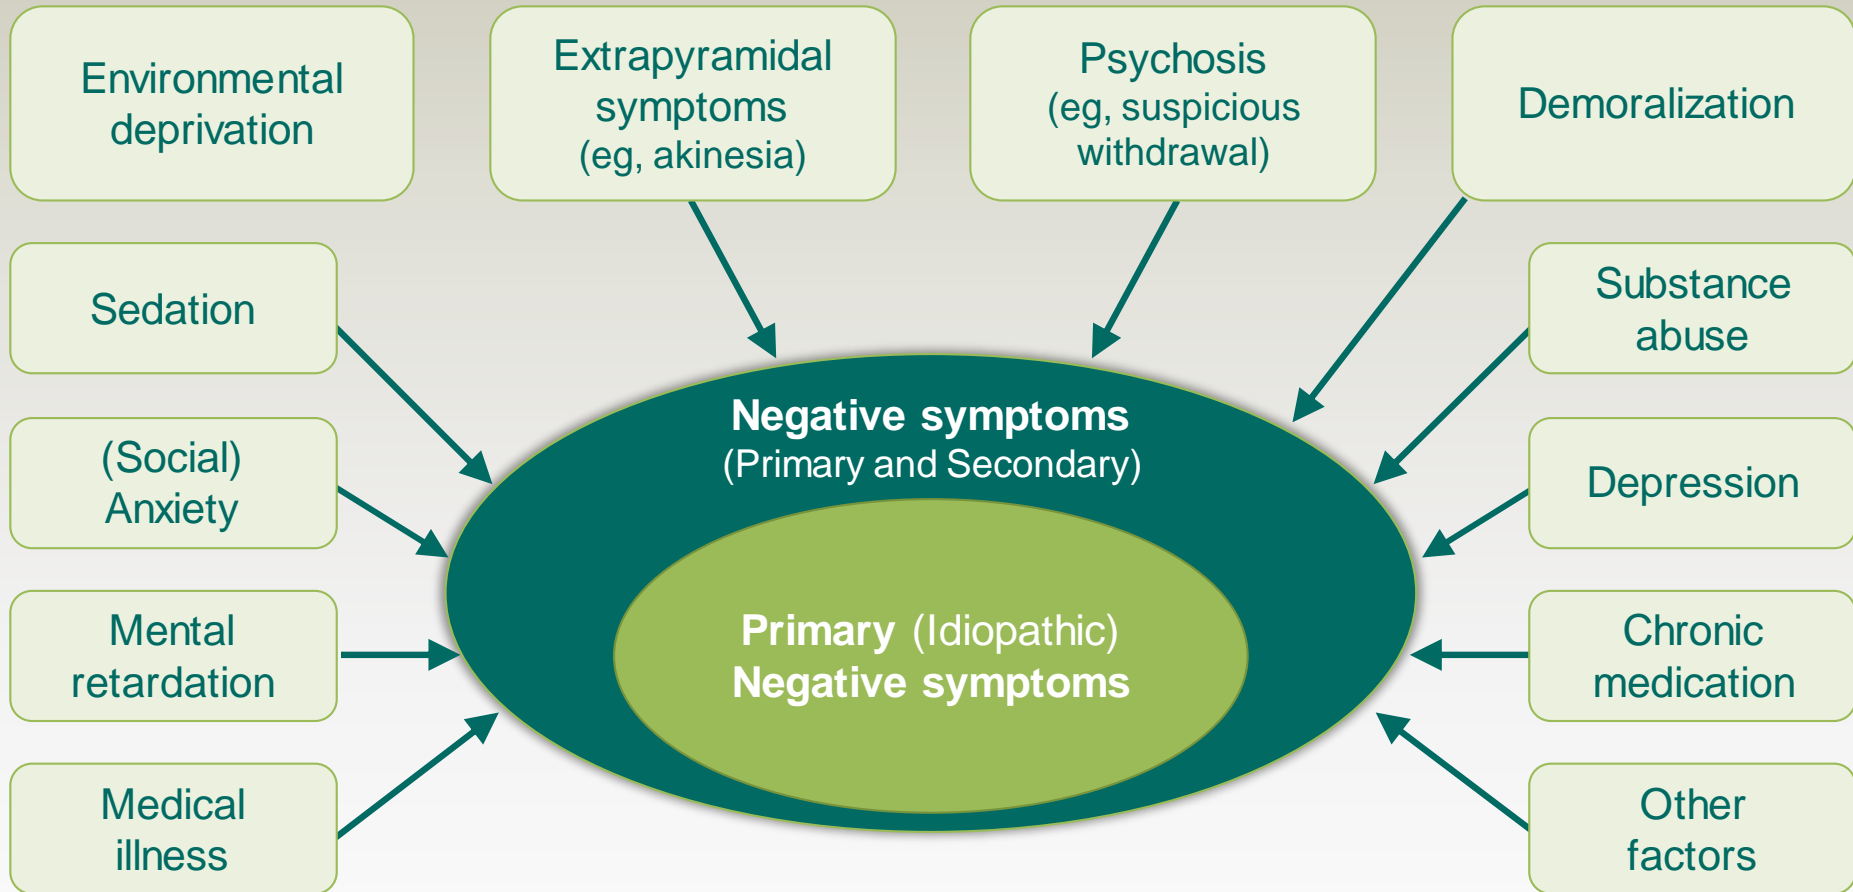 Environmental
deprivation
Extrapyramidal
symptoms
(eg, akinesia)
Psychosis
(eg, suspicious
withdrawal)
Demoralization
Sedation
Substance
abuse
Negative symptoms
(Primary and Secondary)
(Social)
Anxiety
Depression
Mental
retardation
Primary (Idiopathic)
Negative symptoms
Chronic
medication
Medical
illness
Other
factors